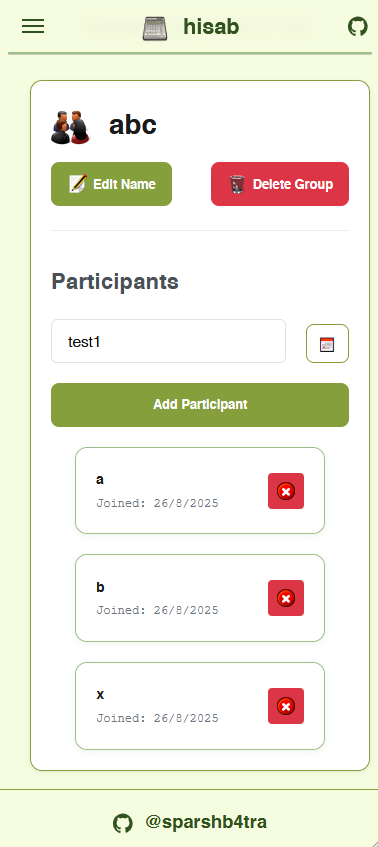 hisab
abc
Edit Name
Delete Group
Participants
test1
Add Participant
a
Joined: 26/8/2025
b
Joined: 26/8/2025
x
Joined: 26/8/2025
@sparshb4tra